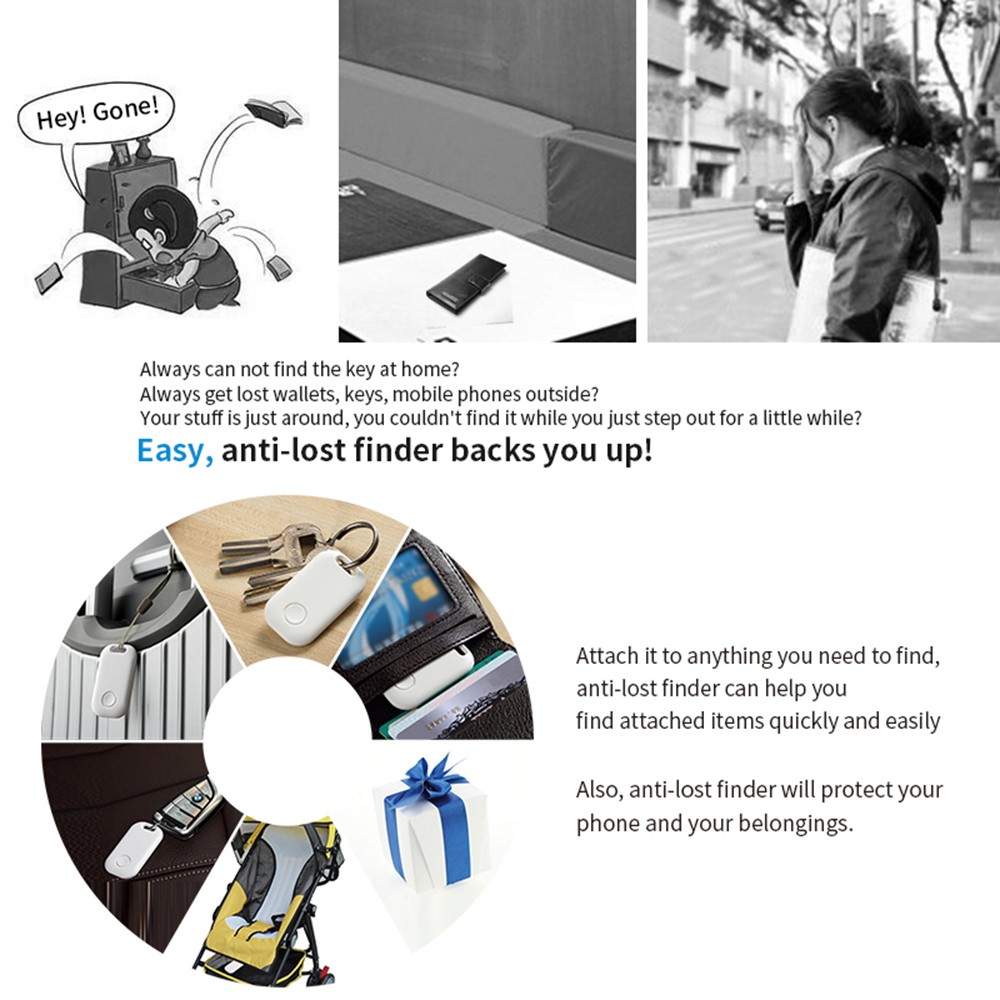 Hey! Gone!
Always can not find the key at home?
Always get lost wallets, keys, mobile phones outside?
Your stuff is just around, you couldn't find it while you just step out for a little while?
Easy, anti-lost finder backs you up!
Attach it to anything you need to find,
anti-lost finder can help you
find attached items quickly and easily
Also, anti-lost finder will protect your
phone and your belongings.